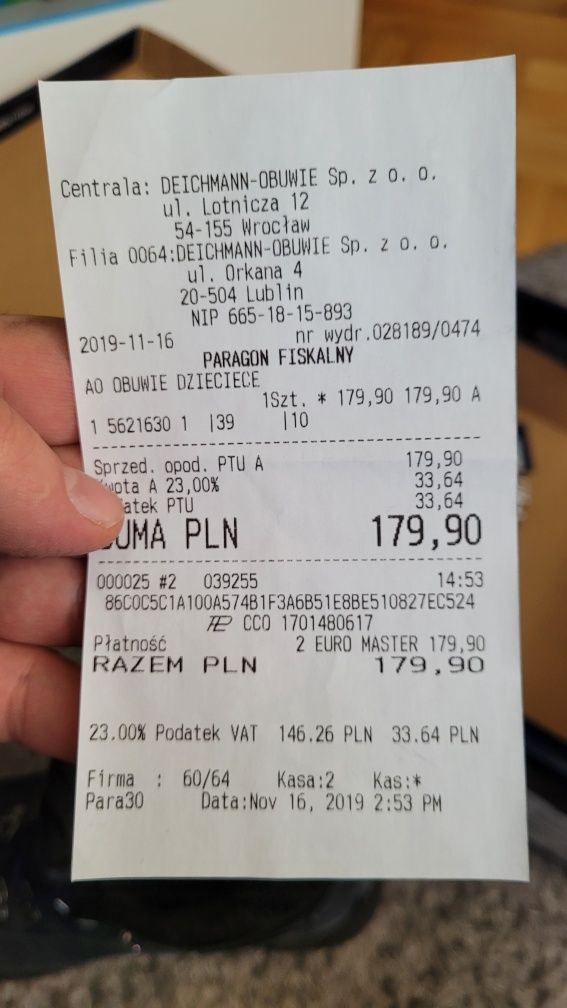 Centrala: DEICHMANN-OBUWIE Sp. z o. o.
ul. Lotnicza 12
54-155 Wrocław
Filia 0064:DEICHMANN-OBUWIE Sp. z o. o.
ul. Orkana 4
20-504 Lublin
NIP 665-18-15-893
2019-11-16 nr wydr.028189/0474
PARAGON FISKALNY
AO OBUWIE DZIECIECE
1Szt. * 179,90 179,90 A
1 5621630 1 |39 |10
Sprzed. opod. PTU A 179,90
A 23,00% 33,64
PTU 33,64
SUMA PLN 179,90
000025 #2 039255 14:53
86C0C5C1A100A574B1F3A6B51E8BE510827EC524
CCO 1701480617
Płatność 2 EURO MASTER 179,90
RAZEM PLN 179,90
23.00% Podatek VAT 146.26 PLN 33.64 PLN
Firma : 60/64 Kasa:2 Kas:*
Para30 Data:Nov 16, 2019 2:53 PM